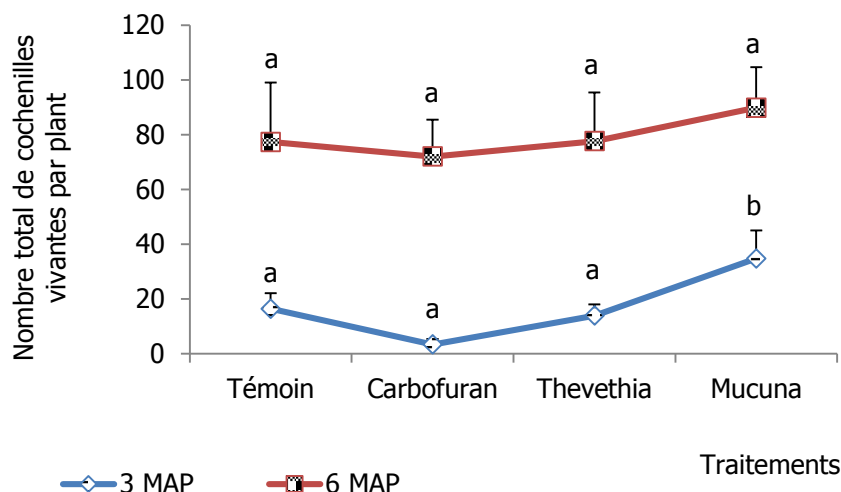 Nombre total de cochenilles
vivantes par plant
120
100
80
60
40
20
0
a
a
a
a
a
a
a
b
Témoin
Carbofuran
Thevethia
Mucuna
Traitements
3 MAP
6 MAP